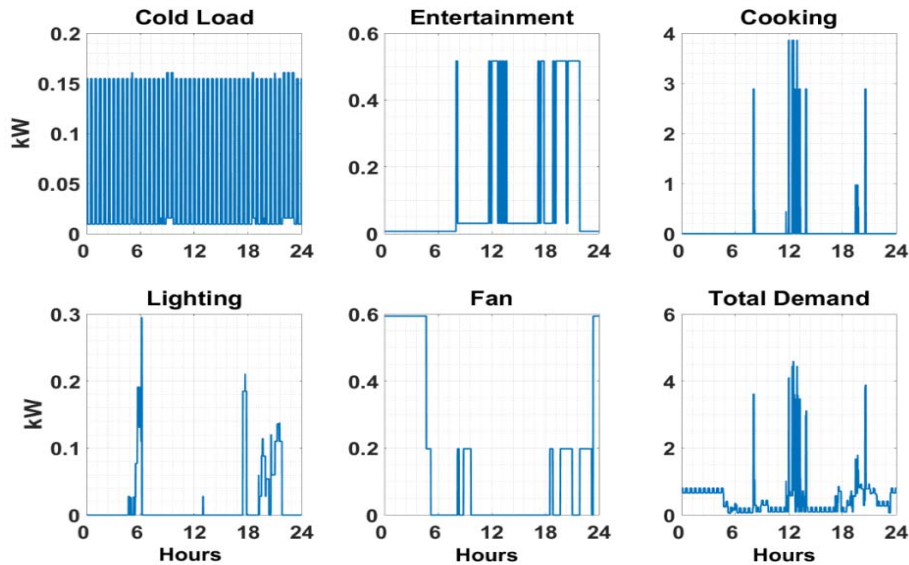 Cold Load Entertainment Cooking
0.2 0.6 4
0.15 3
0.4
kW 0.1 2
0.2
0.05 1
0 0 0
0 6 12 18 24 0 6 12 18 24 0 6 12 18 24
Lighting Fan Total Demand
0.3 0.6 6
0.2 0.4 4
kW
0.1 0.2 2
0 0 0
0 6 12 18 24 0 6 12 18 24 0 6 12 18 24
Hours Hours Hours